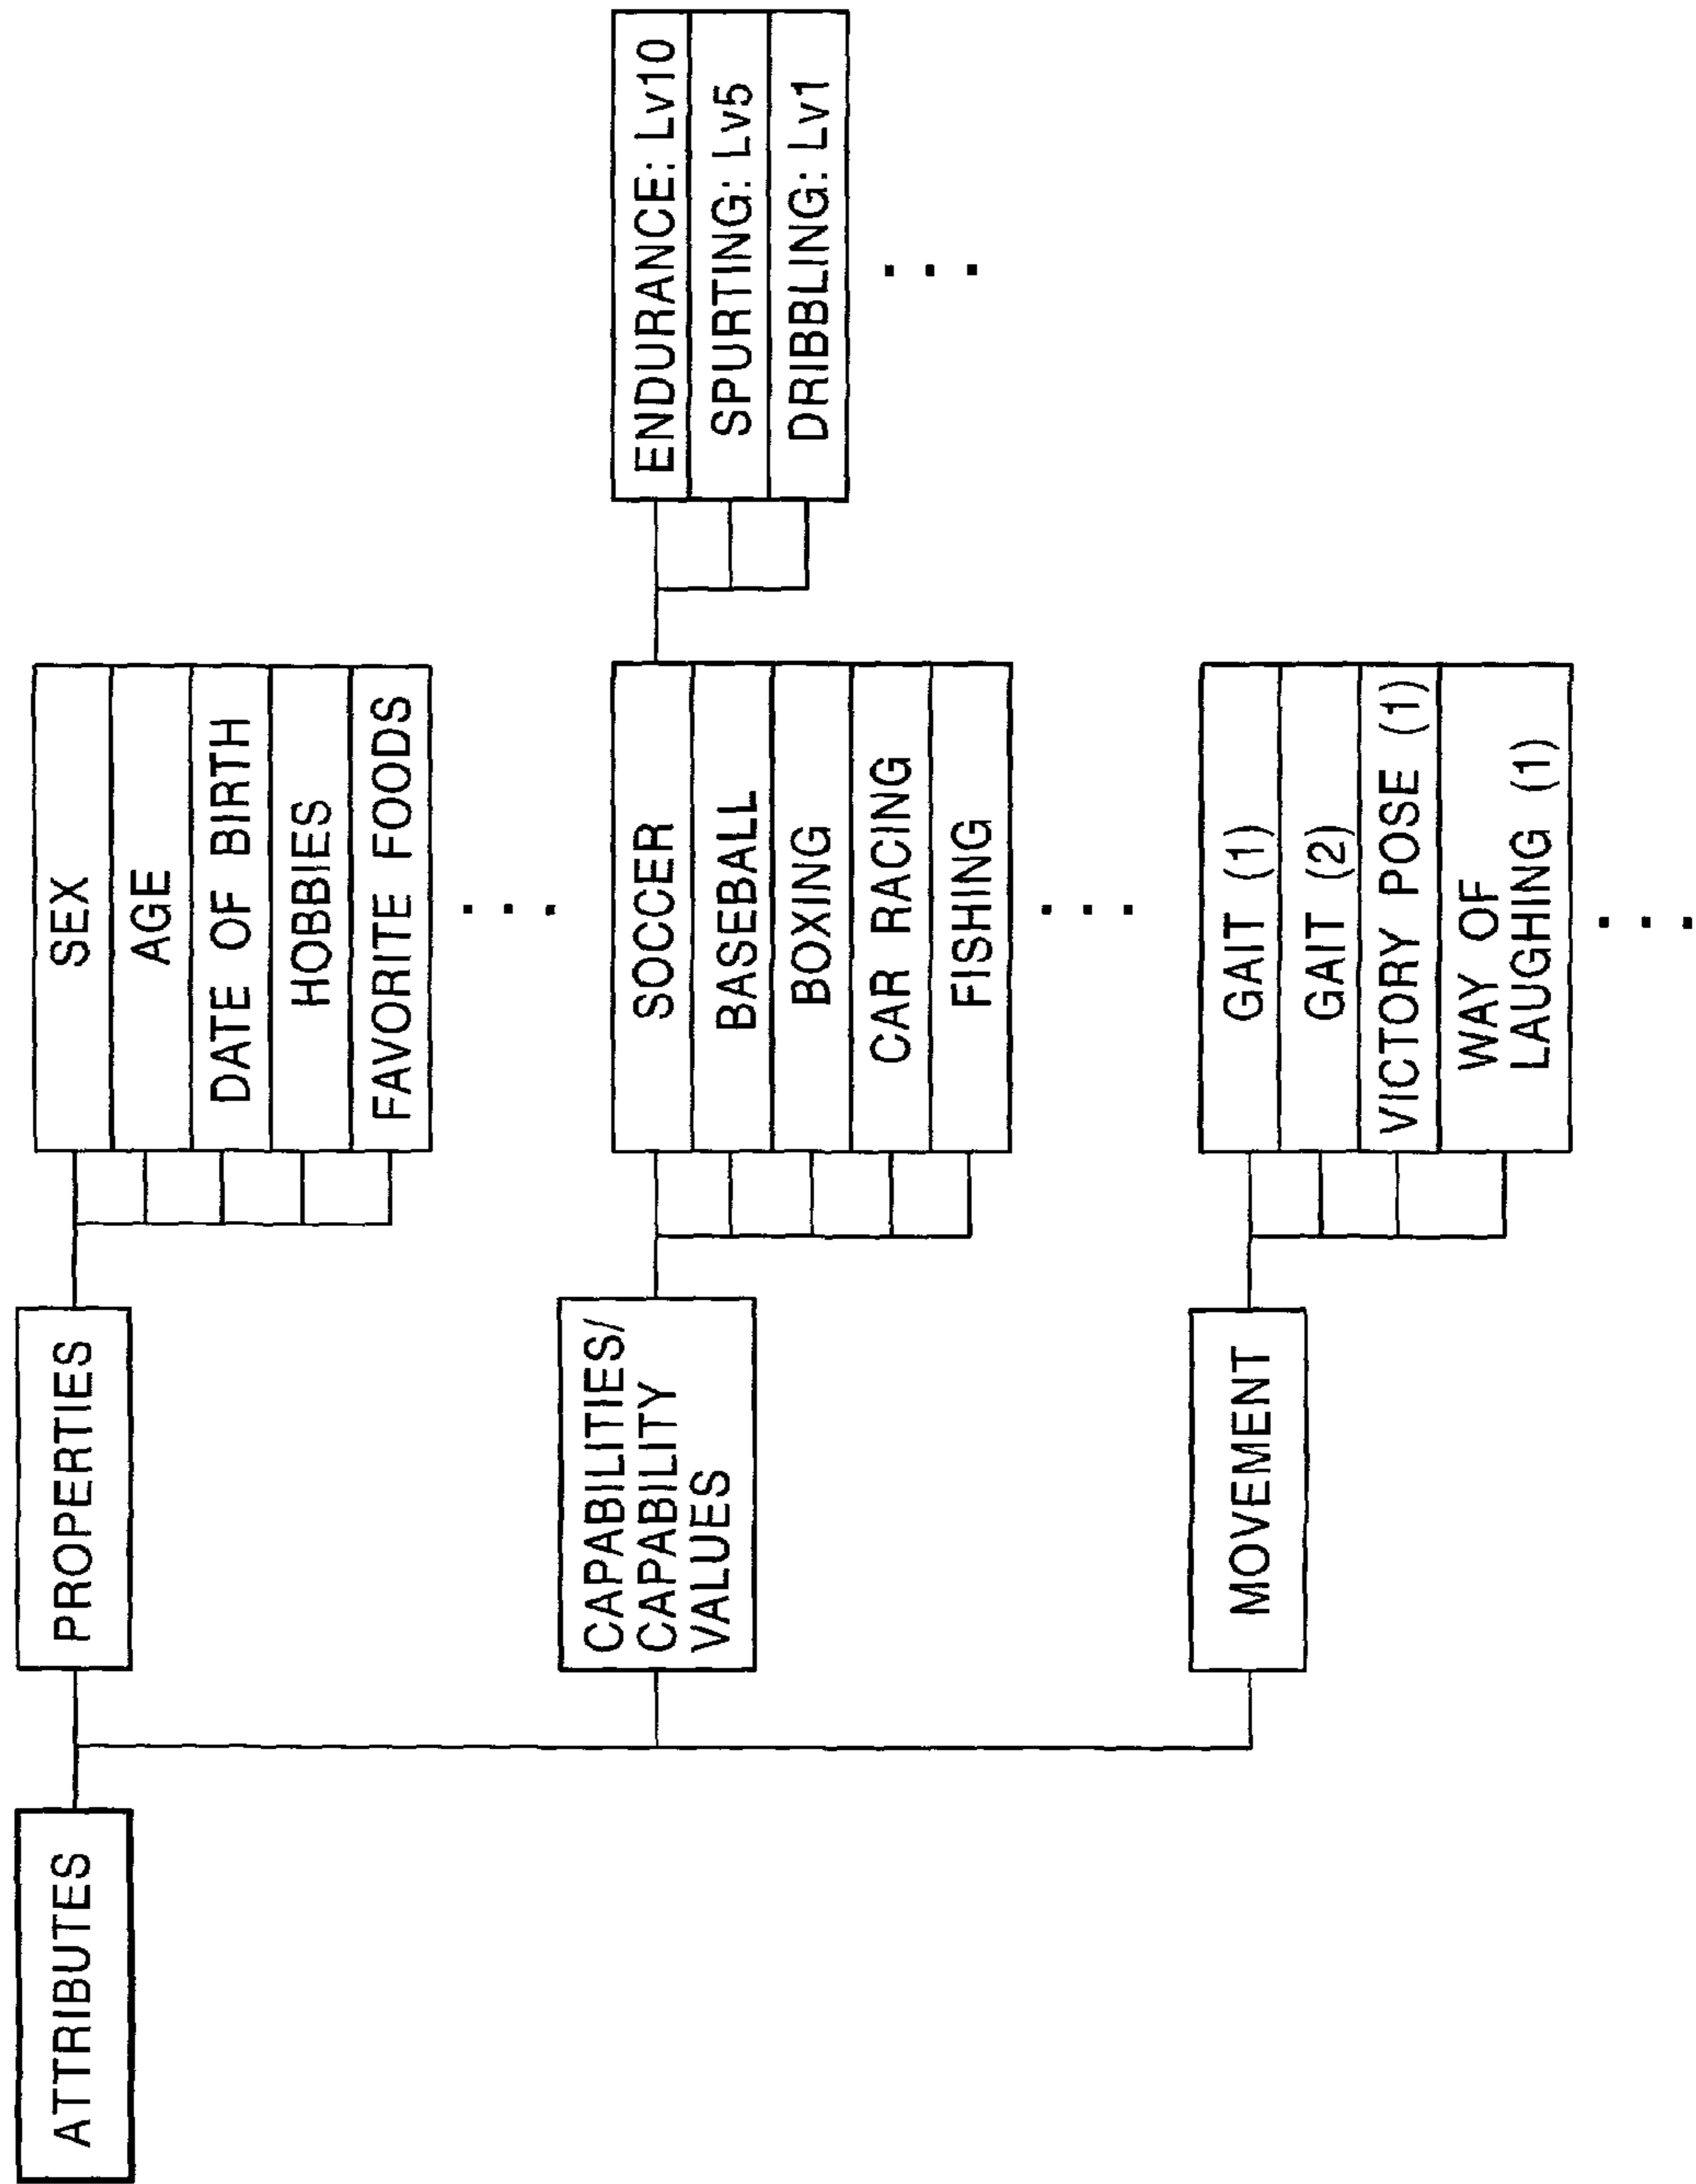 ATTRIBUTES
PROPERTIES
SEX
AGE
DATE OF BIRTH
HOBBIES
FAVORITE FOODS
...
CAPABILITIES/
CAPABILITY
VALUES
SOCCER
BASEBALL
BOXING
CAR RACING
FISHING
...
ENDURANCE: Lv10
SPURTING: Lv5
DRIBBLING: Lv1
...
MOVEMENT
GAIT (1)
GAIT (2)
VICTORY POSE (1)
WAY OF
LAUGHING (1)
...